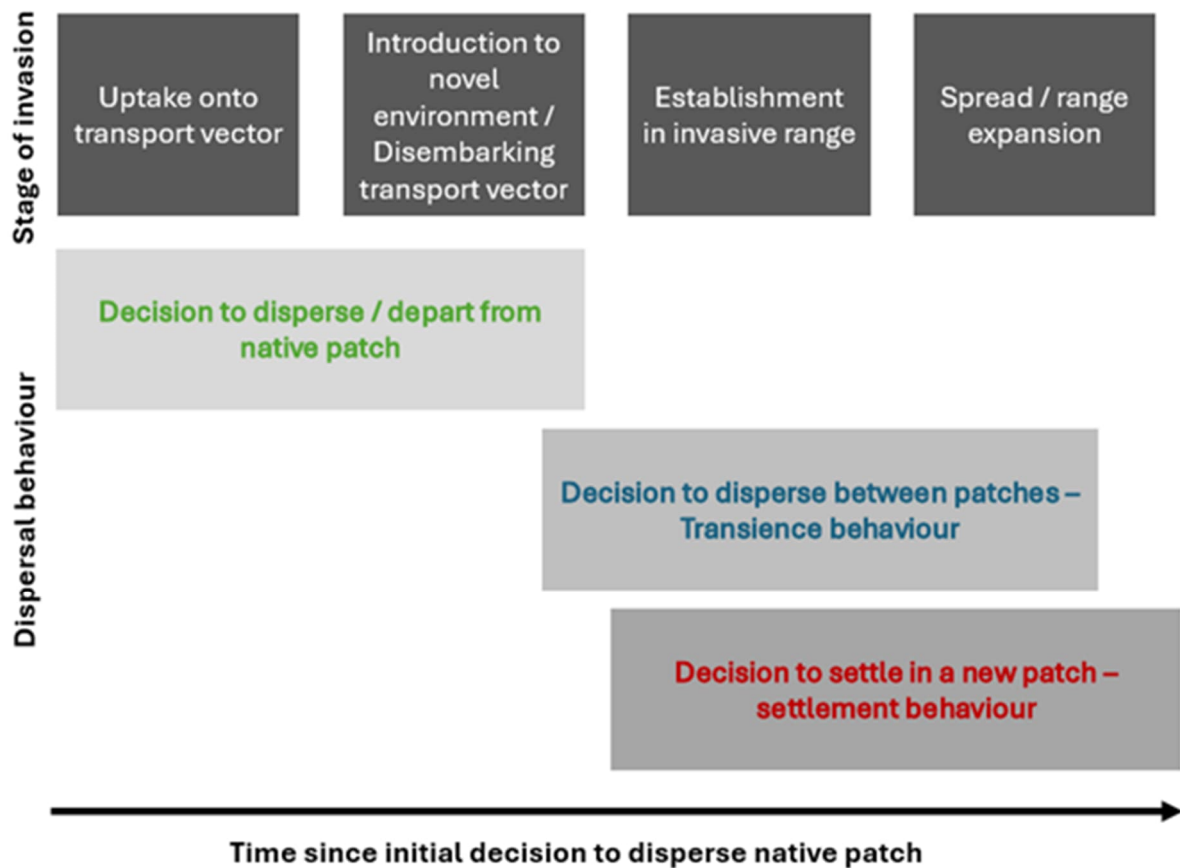 Stage of invasion
Uptake onto
transport vector
Introduction to
novel
environment /
Disembarking
transport vector
Establishment
in invasive range
Spread / range
expansion
Dispersal behaviour
Decision to disperse / depart from
native patch
Decision to disperse between patches –
Transience behaviour
Decision to settle in a new patch –
settlement behaviour
Time since initial decision to disperse native patch